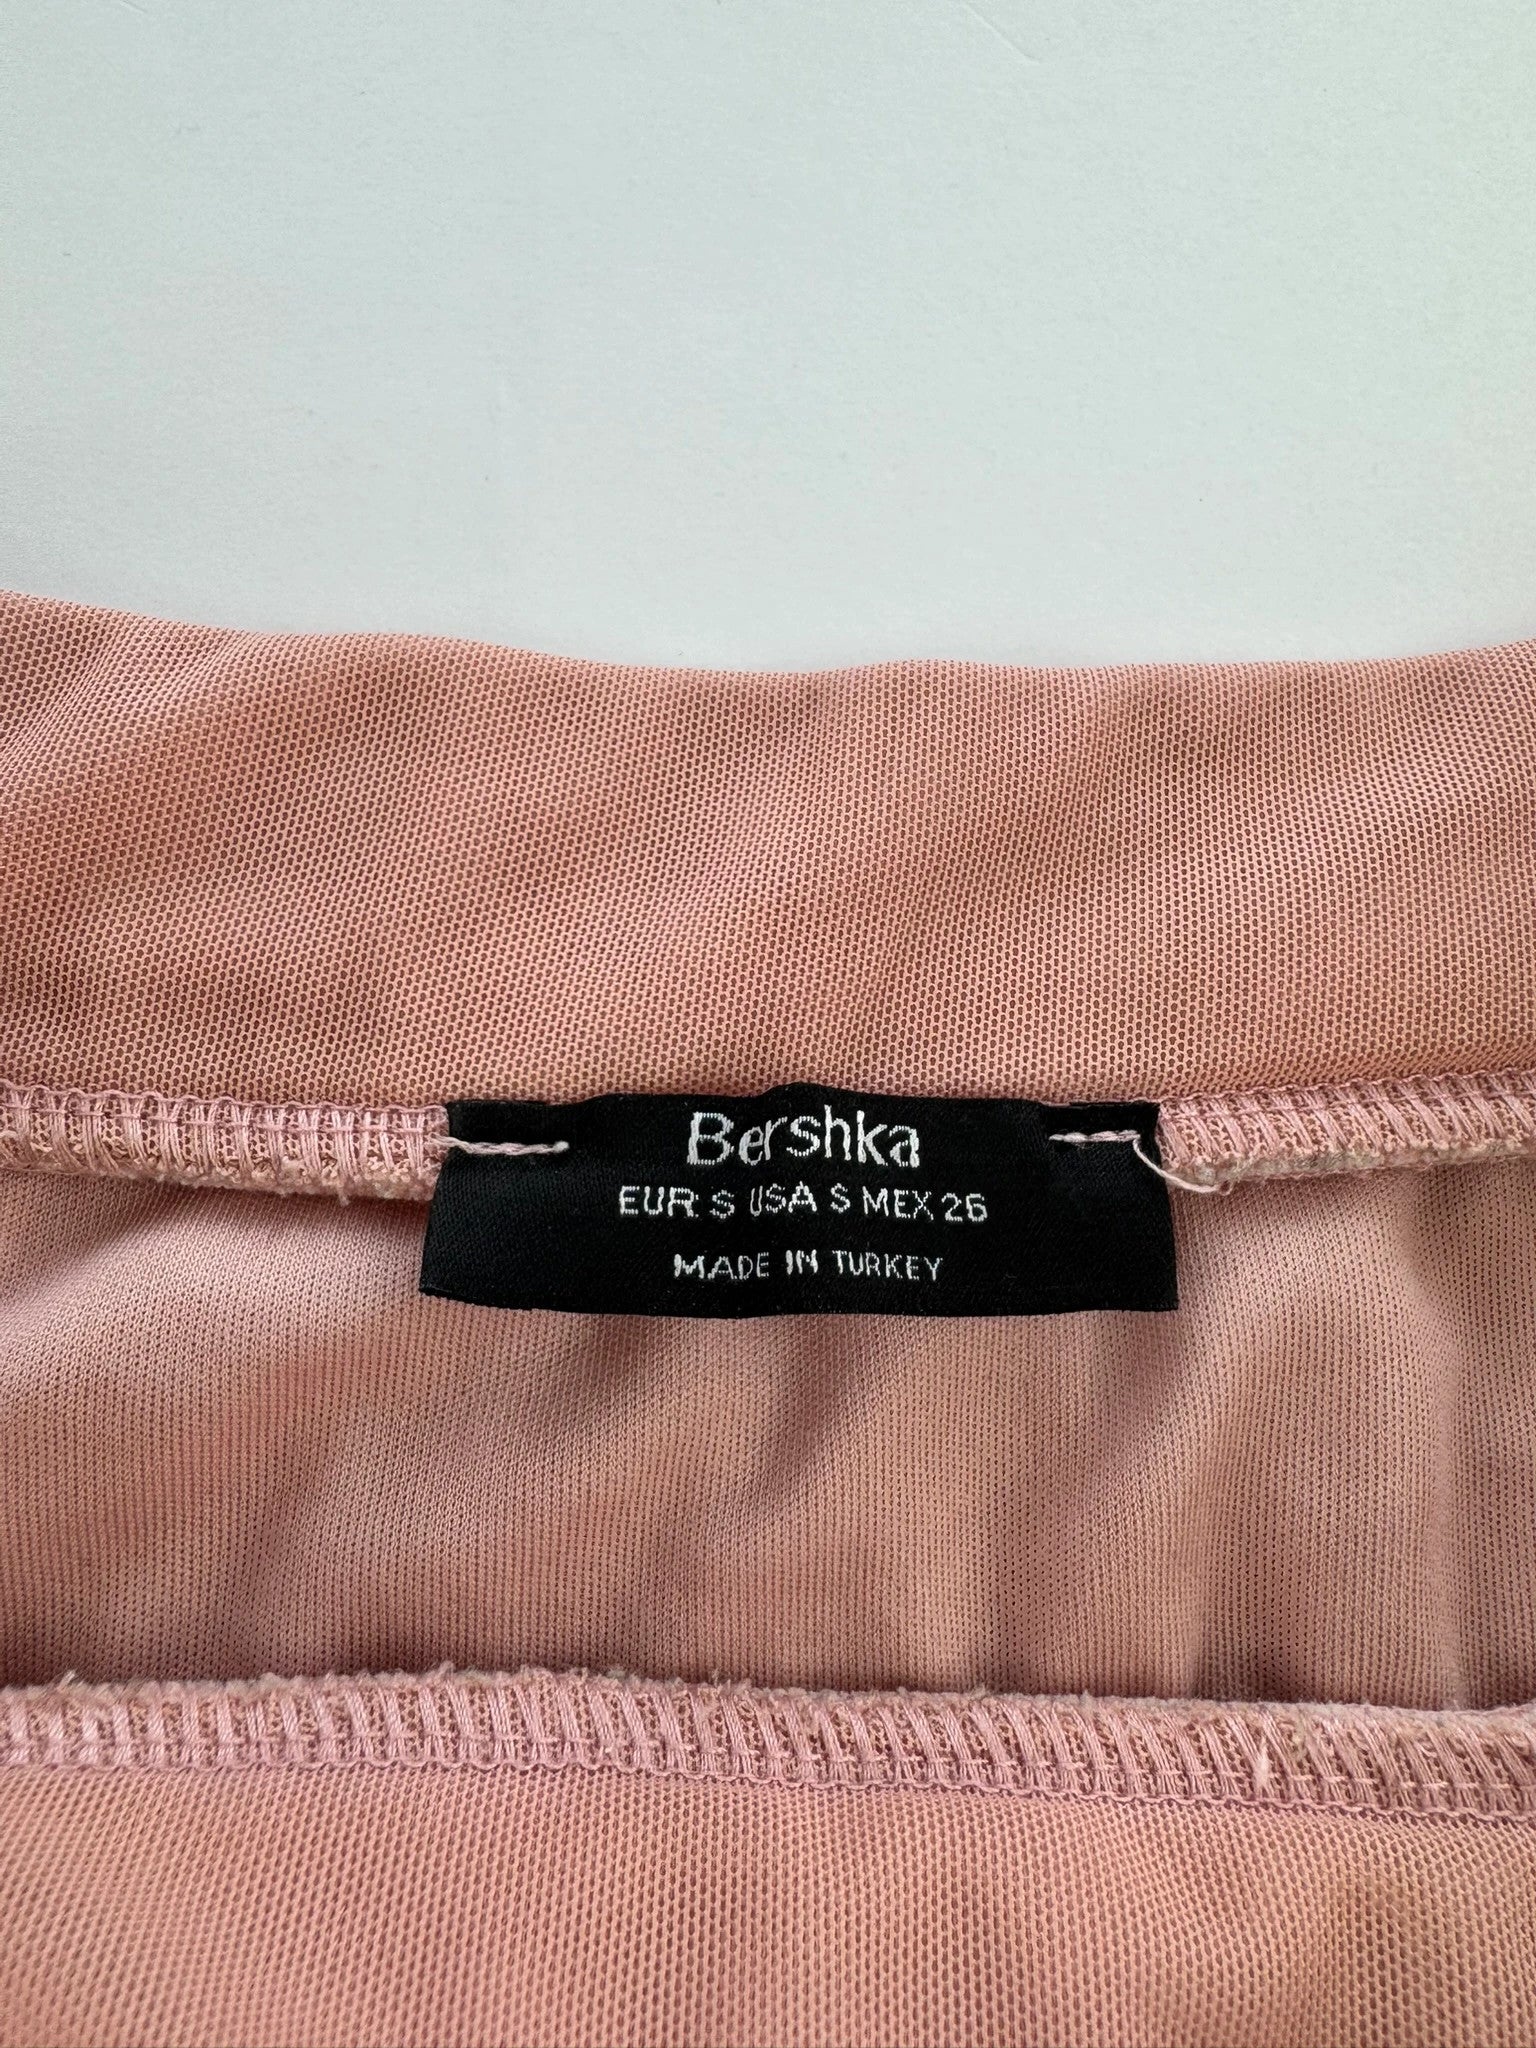 Bershka
EUR S USA S MEX 26
MADE IN TURKEY